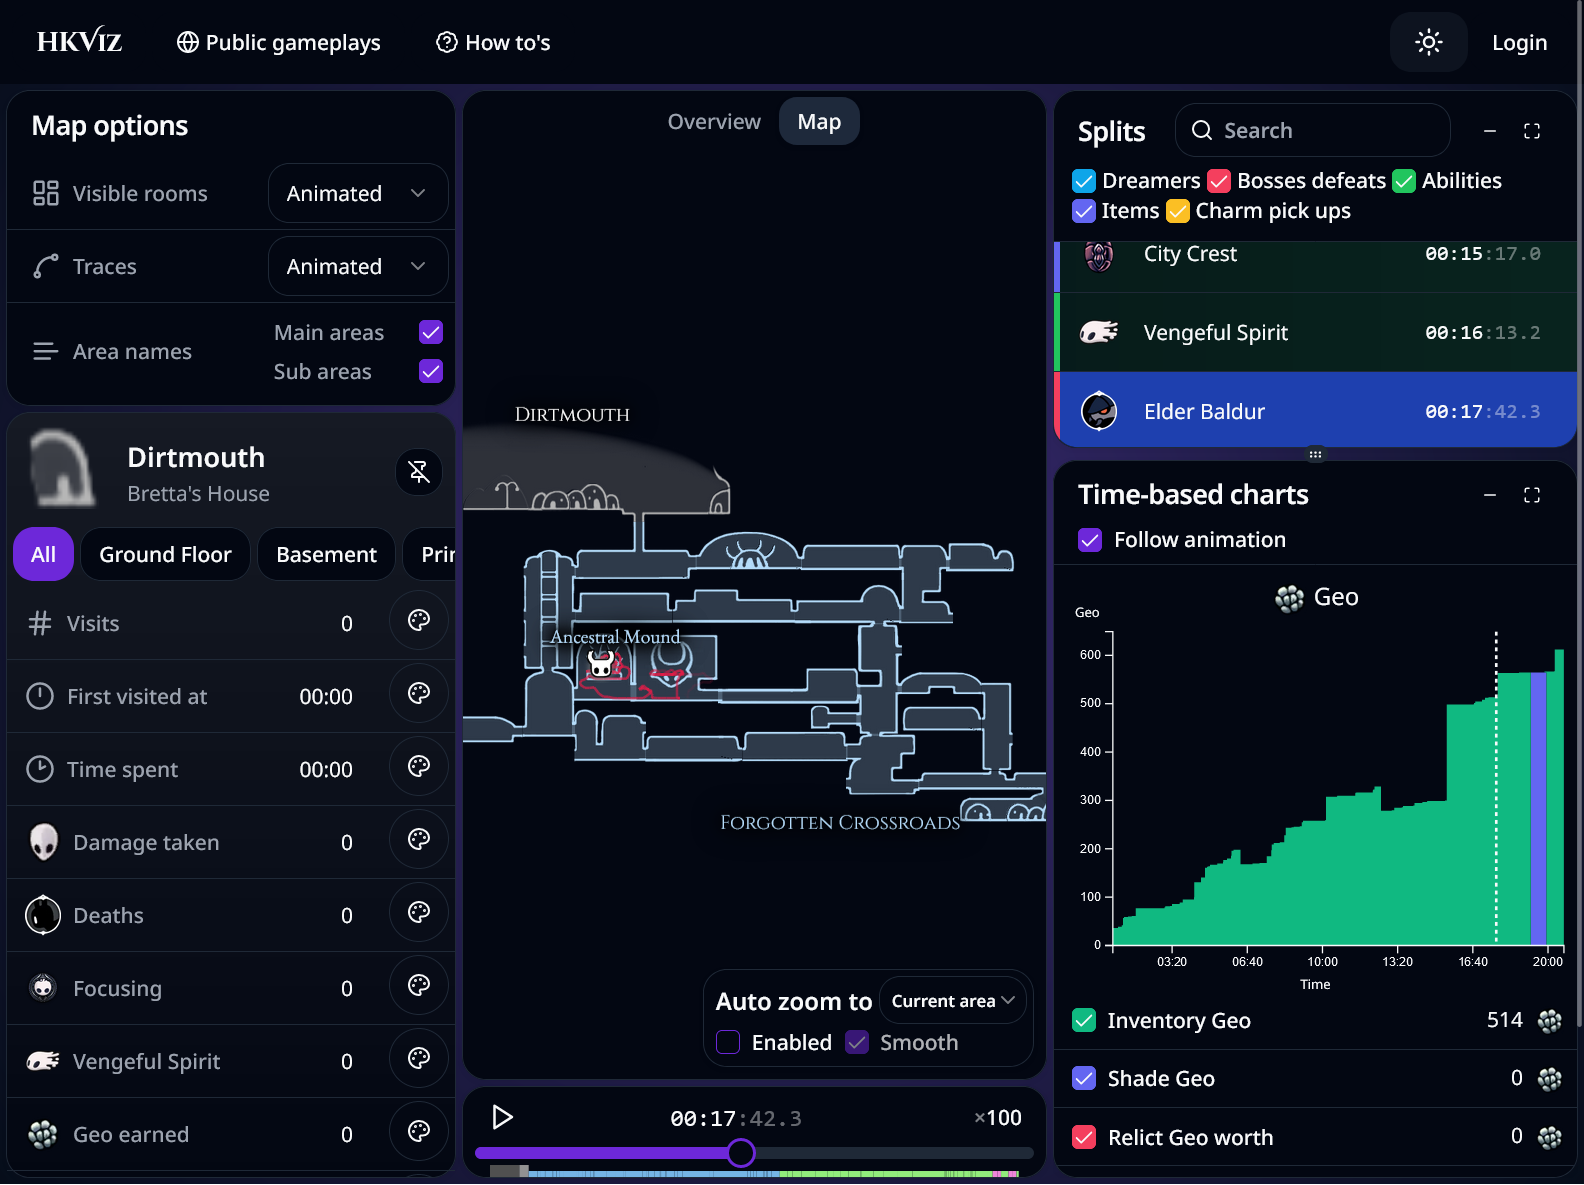 HKViz
Public gameplays
How to's
Login
Map options
Visible rooms
Animated
Traces
Animated
Area names
Main areas
Sub areas
Dirtmouth
Bretta's House
All
Ground Floor
Basement
Visits
0
First visited at
00:00
Time spent
00:00
Damage taken
0
Deaths
0
Focusing
0
Vengeful Spirit
0
Geo earned
0
Overview
Map
Dirtmouth
Ancestral Mound
Forgotten Crossroads
Auto zoom to
Current area
Enabled
Smooth
00:17:42.3
×100
Splits
Search
Dreamers
Bosses defeats
Abilities
Items
Charm pick ups
City Crest
00:15:17.0
Vengeful Spirit
00:16:13.2
Elder Baldur
00:17:42.3
Time-based charts
Follow animation
Geo
Geo
600
500
400
300
200
100
0
03:20
06:40
10:00
13:20
16:40
20:00
Time
Inventory Geo
514
Shade Geo
0
Relict Geo worth
0